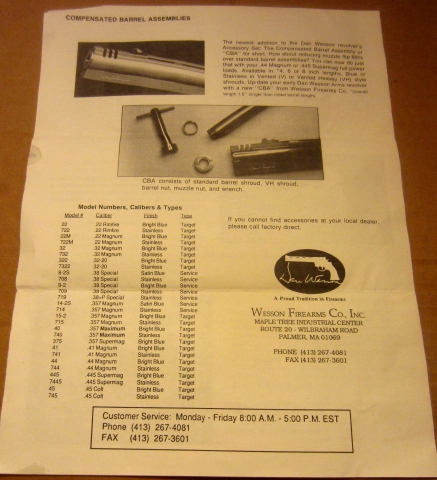 COMPENSATED BARREL ASSEMBLIES
The newest addition to the Dan Wesson revolver's
Accessory Set: The Compensated Barrel Assembly or
"CBA" for short. How about reducing muzzle flip
over standard barrel assemblies? You can now do just
that with your .44 Magnum or .445 Supermag full power
loads. Available in 6 or 8 inch lengths, Blue or
Stainless in Vented (V) or Vented Heavy (VH) style
shrouds. Up-date your early Dan Wesson Arms revolver
with a new "CBA" from Wesson Firearms Co.
CBA consists of standard barrel shroud, VH shroud,
barrel nut, muzzle nut, and wrench.
Model Numbers, Calibers & Types
Model # Caliber Finish Type
22 .22 Rimfire Bright Blue Target
722 .22 Rimfire Stainless Target
22M .22 Magnum Bright Blue Target
722M .22 Magnum Stainless Target
32 .32 Magnum Bright Blue Target
732 .32 Magnum Stainless Target
322 32-20 Bright Blue Target
7322 32-20 Stainless Target
8-2S .38 Special Satin Blue Service
708 .38 Special Stainless Service
9-2 .38 Special Bright Blue Target
709 .38 Special Stainless Target
719 .38+P Special Stainless Target
14-2S .357 Magnum Satin Blue Service
714 .357 Magnum Stainless Service
15-2 .357 Magnum Bright Blue Target
715 .357 Magnum Stainless Target
40 .357 Maximum Bright Blue Target
740 .357 Maximum Stainless Target
375 .357 Supermag Bright Blue Target
41 .41 Magnum Bright Blue Target
741 .41 Magnum Stainless Target
44 .44 Magnum Bright Blue Target
744 .44 Magnum Stainless Target
445 .445 Supermag Bright Blue Target
7445 .445 Supermag Stainless Target
45 .45 Colt Bright Blue Target
745 .45 Colt Stainless Target
If you cannot find accessories at your local dealer,
please call factory direct.
Dan Wesson
A Proud Tradition in Firearms
WESSON FIREARMS CO., INC.
MAPLE TREE INDUSTRIAL CENTER
ROUTE 20 - WILBRAHAM ROAD
PALMER, MA 01069
PHONE (413) 267-4081
FAX (413) 267-3601
Customer Service: Monday - Friday 8:00 A.M. - 5:00 P.M. EST
Phone (413) 267-4081
FAX (413) 267-3601